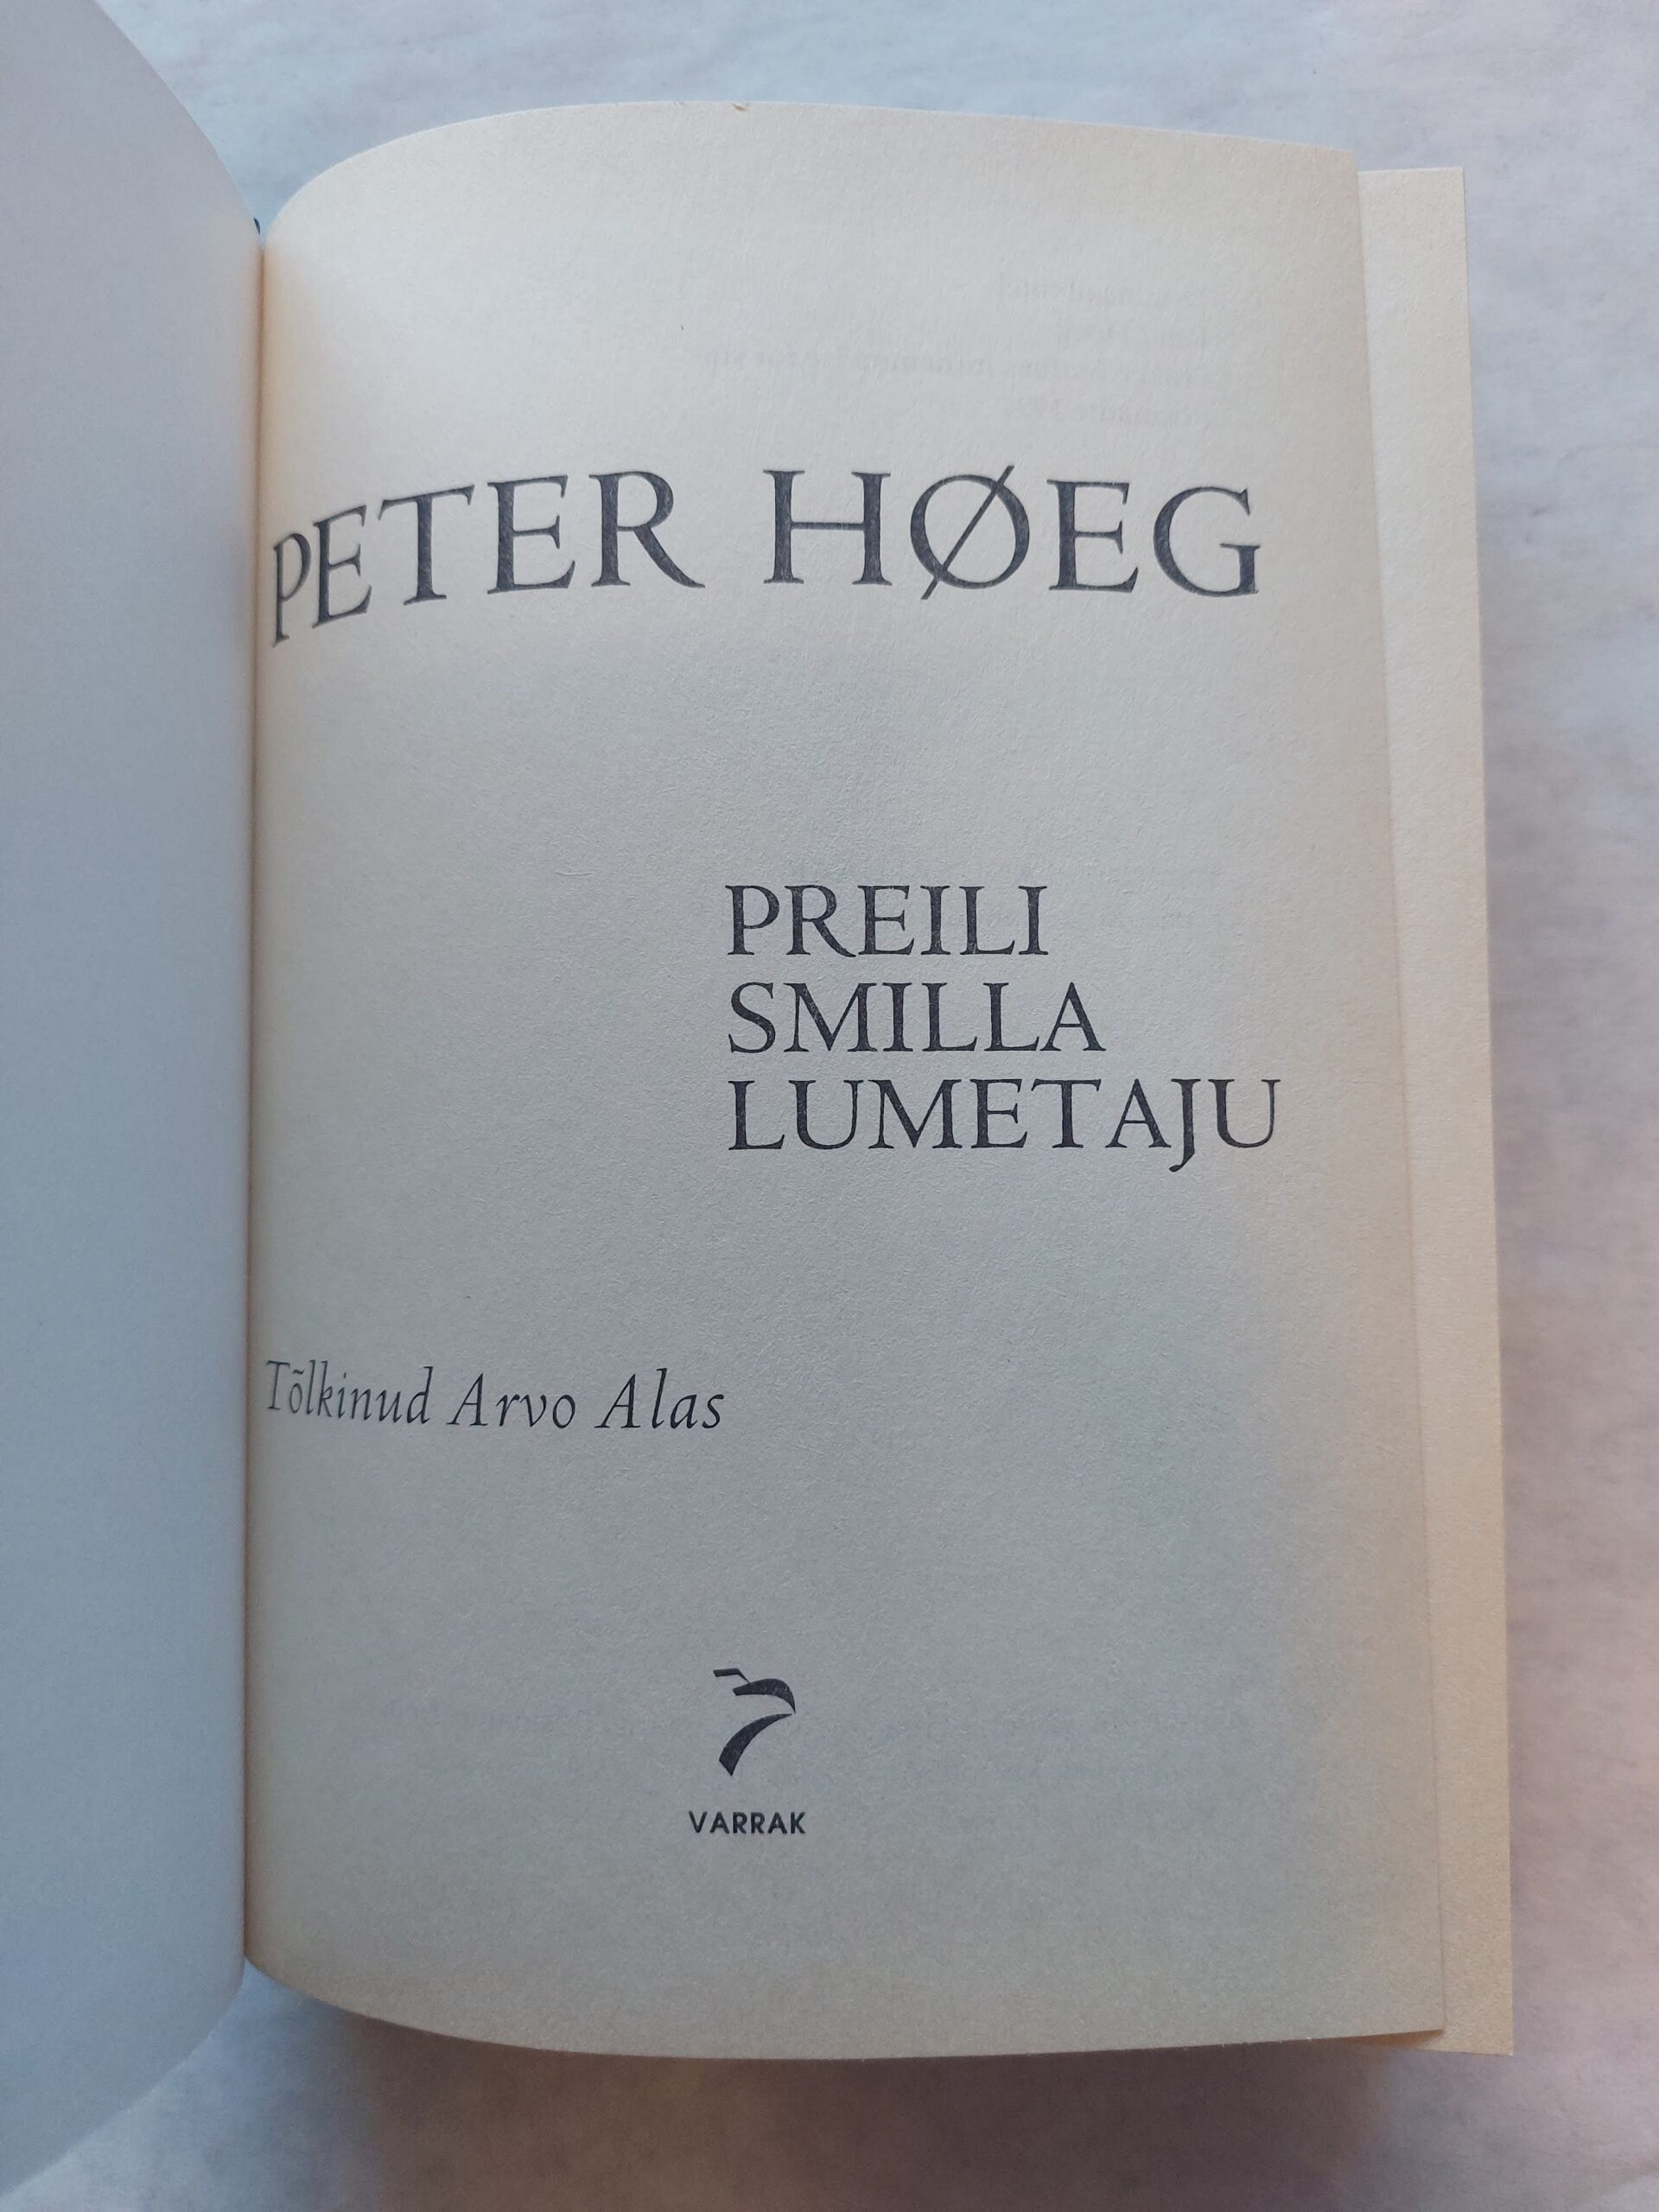 PETER HØEG
PREILI
SMILLA
LUMETAJU
Tõlkinud Arvo Alas
VARRAK